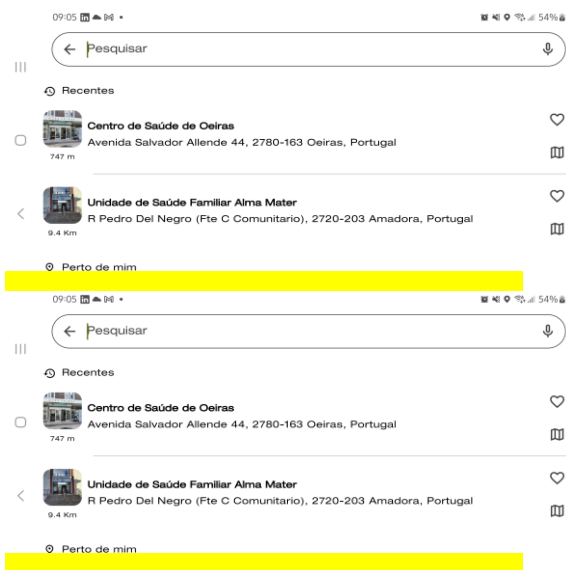 09:05
54%
Pesquisar
Recentes
Centro de Saúde de Oeiras
Avenida Salvador Allende 44, 2780-163 Oeiras, Portugal
747 m
Unidade de Saúde Familiar Alma Mater
R Pedro Del Negro (Fte C Comunitario), 2720-203 Amadora, Portugal
9.4 Km
Perto de mim
09:05
54%
Pesquisar
Recentes
Centro de Saúde de Oeiras
Avenida Salvador Allende 44, 2780-163 Oeiras, Portugal
747 m
Unidade de Saúde Familiar Alma Mater
R Pedro Del Negro (Fte C Comunitario), 2720-203 Amadora, Portugal
9.4 Km
Perto de mim